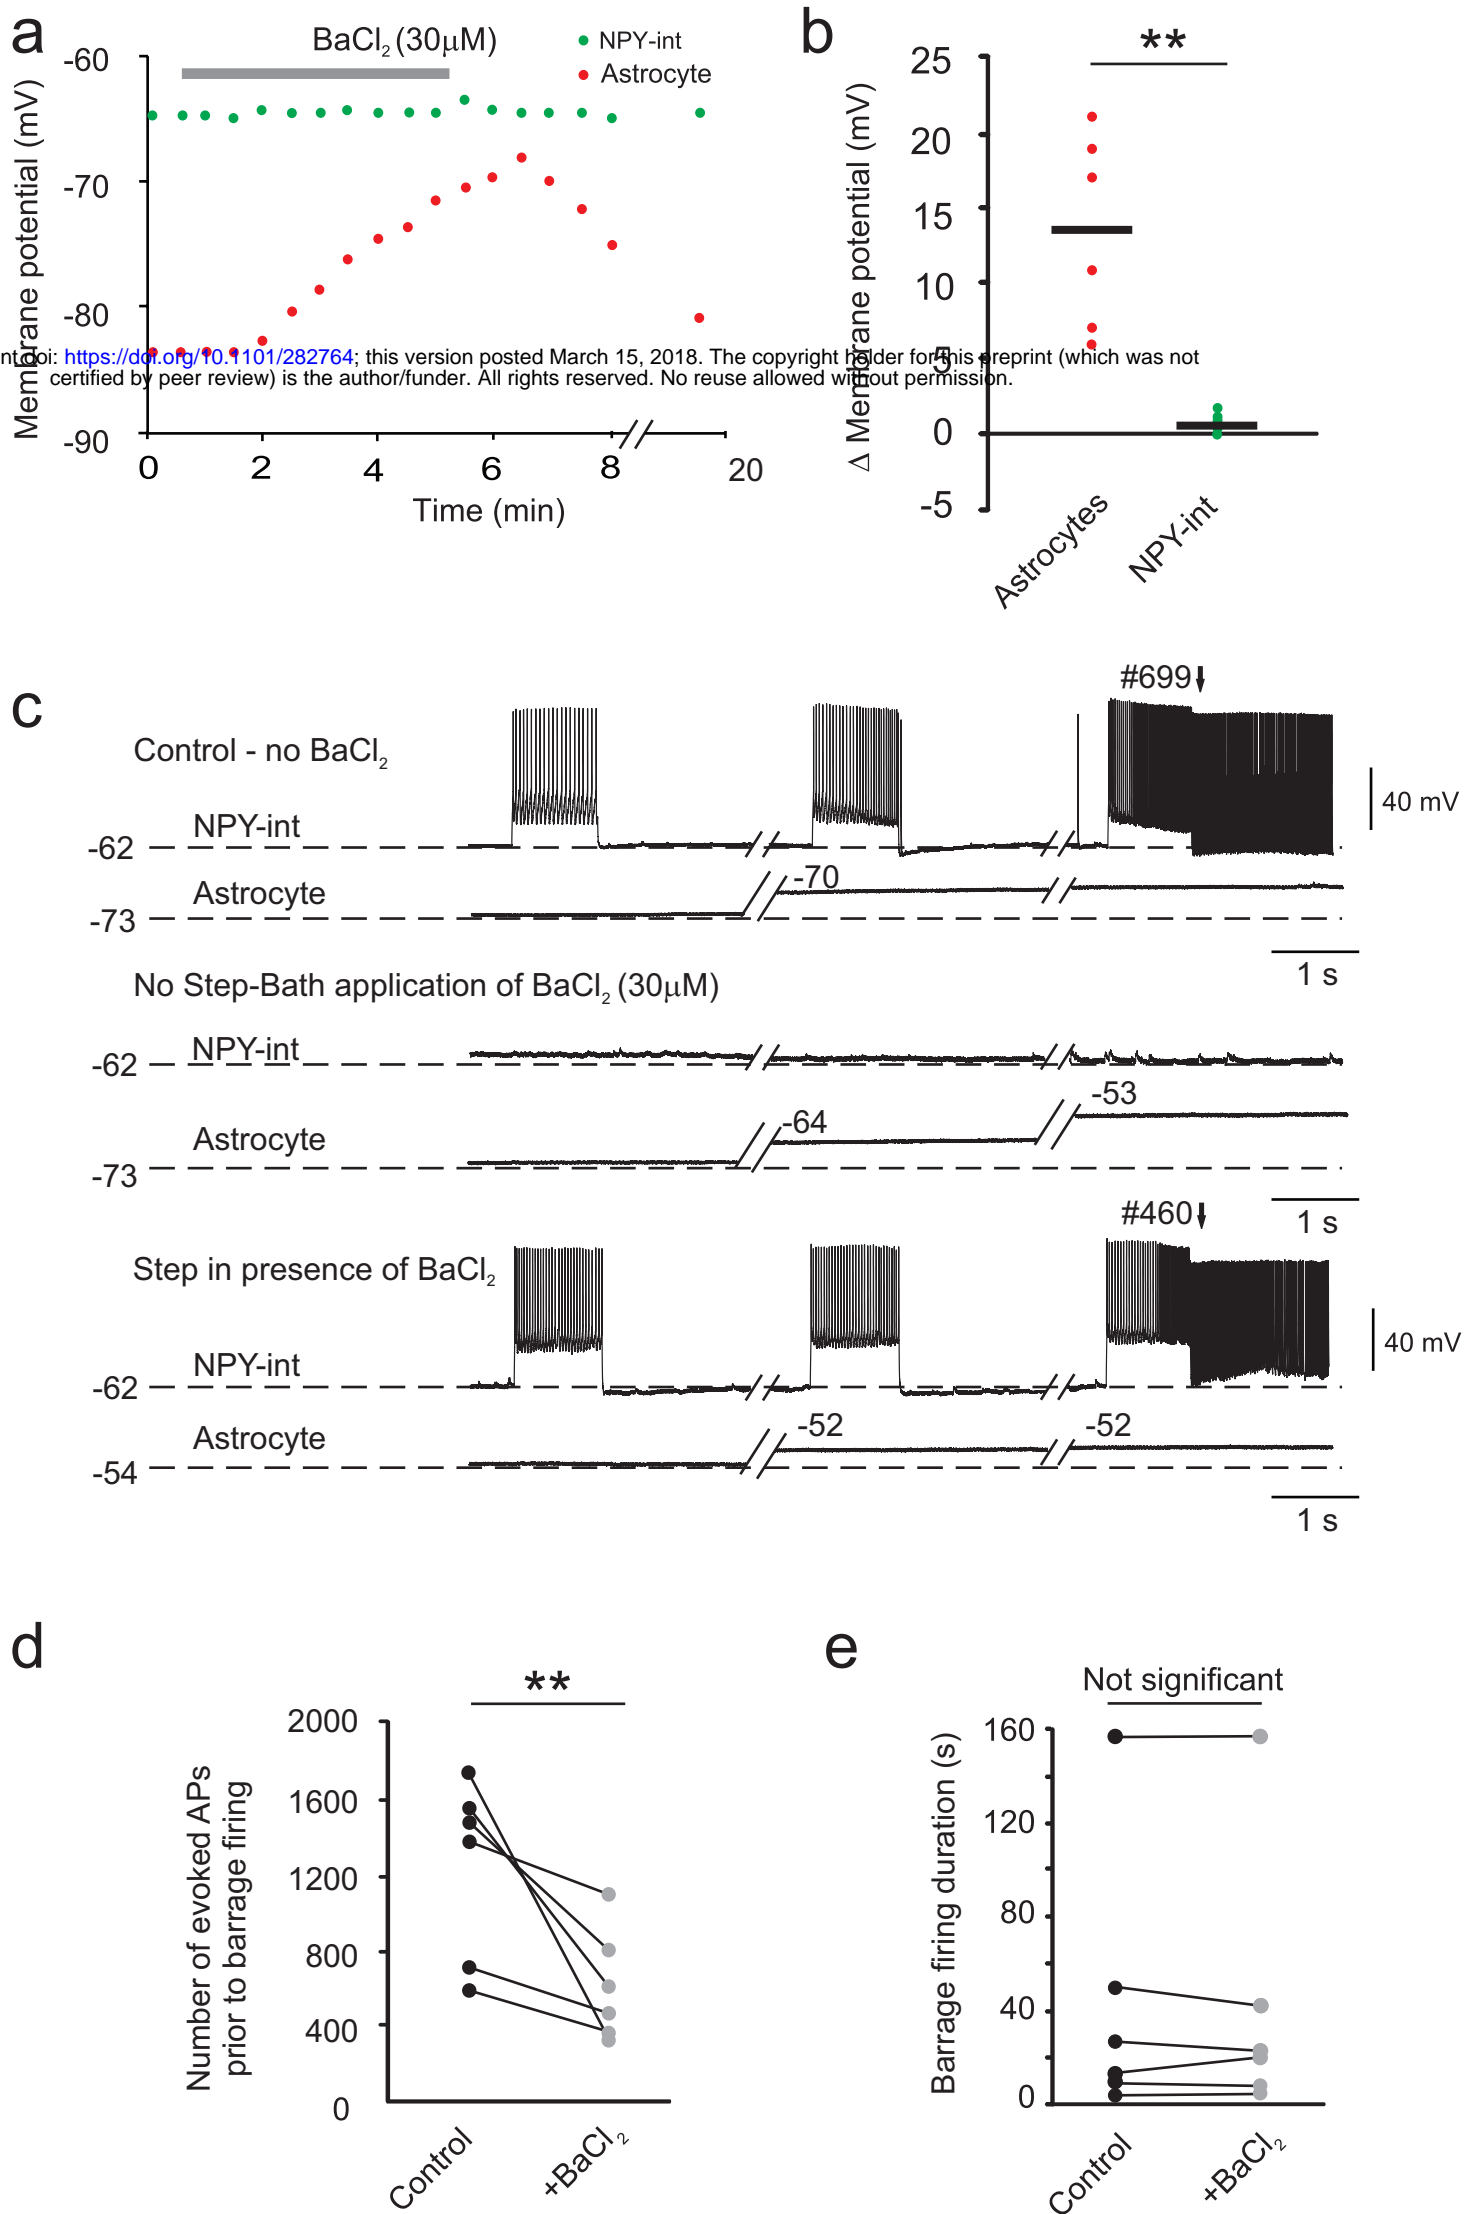 a
BaCl2 (30μM)
NPY-int
Astrocyte
Membrane potential (mV)
-60
-70
-80
-90
0 2 4 6 8 20
Time (min)
b
**
Δ Membrane potential (mV)
25
20
15
10
5
0
-5
Astrocytes
NPY-int
doi: https://doi.org/10.1101/282764; this version posted March 15, 2018. The copyright holder for this preprint (which was not
certified by peer review) is the author/funder. All rights reserved. No reuse allowed without permission.
c
#699
Control - no BaCl2
40 mV
NPY-int
-62
-70
Astrocyte
-73
1 s
No Step-Bath application of BaCl2 (30μM)
NPY-int
-62
-53
-64
Astrocyte
-73
1 s
#460
Step in presence of BaCl2
40 mV
NPY-int
-62
-52 -52
Astrocyte
-54
1 s
d
**
Number of evoked APs
prior to barrage firing
2000
1600
1200
800
400
0
Control
+BaCl2
e
Not significant
Barrage firing duration (s)
160
120
80
40
0
Control
+BaCl2